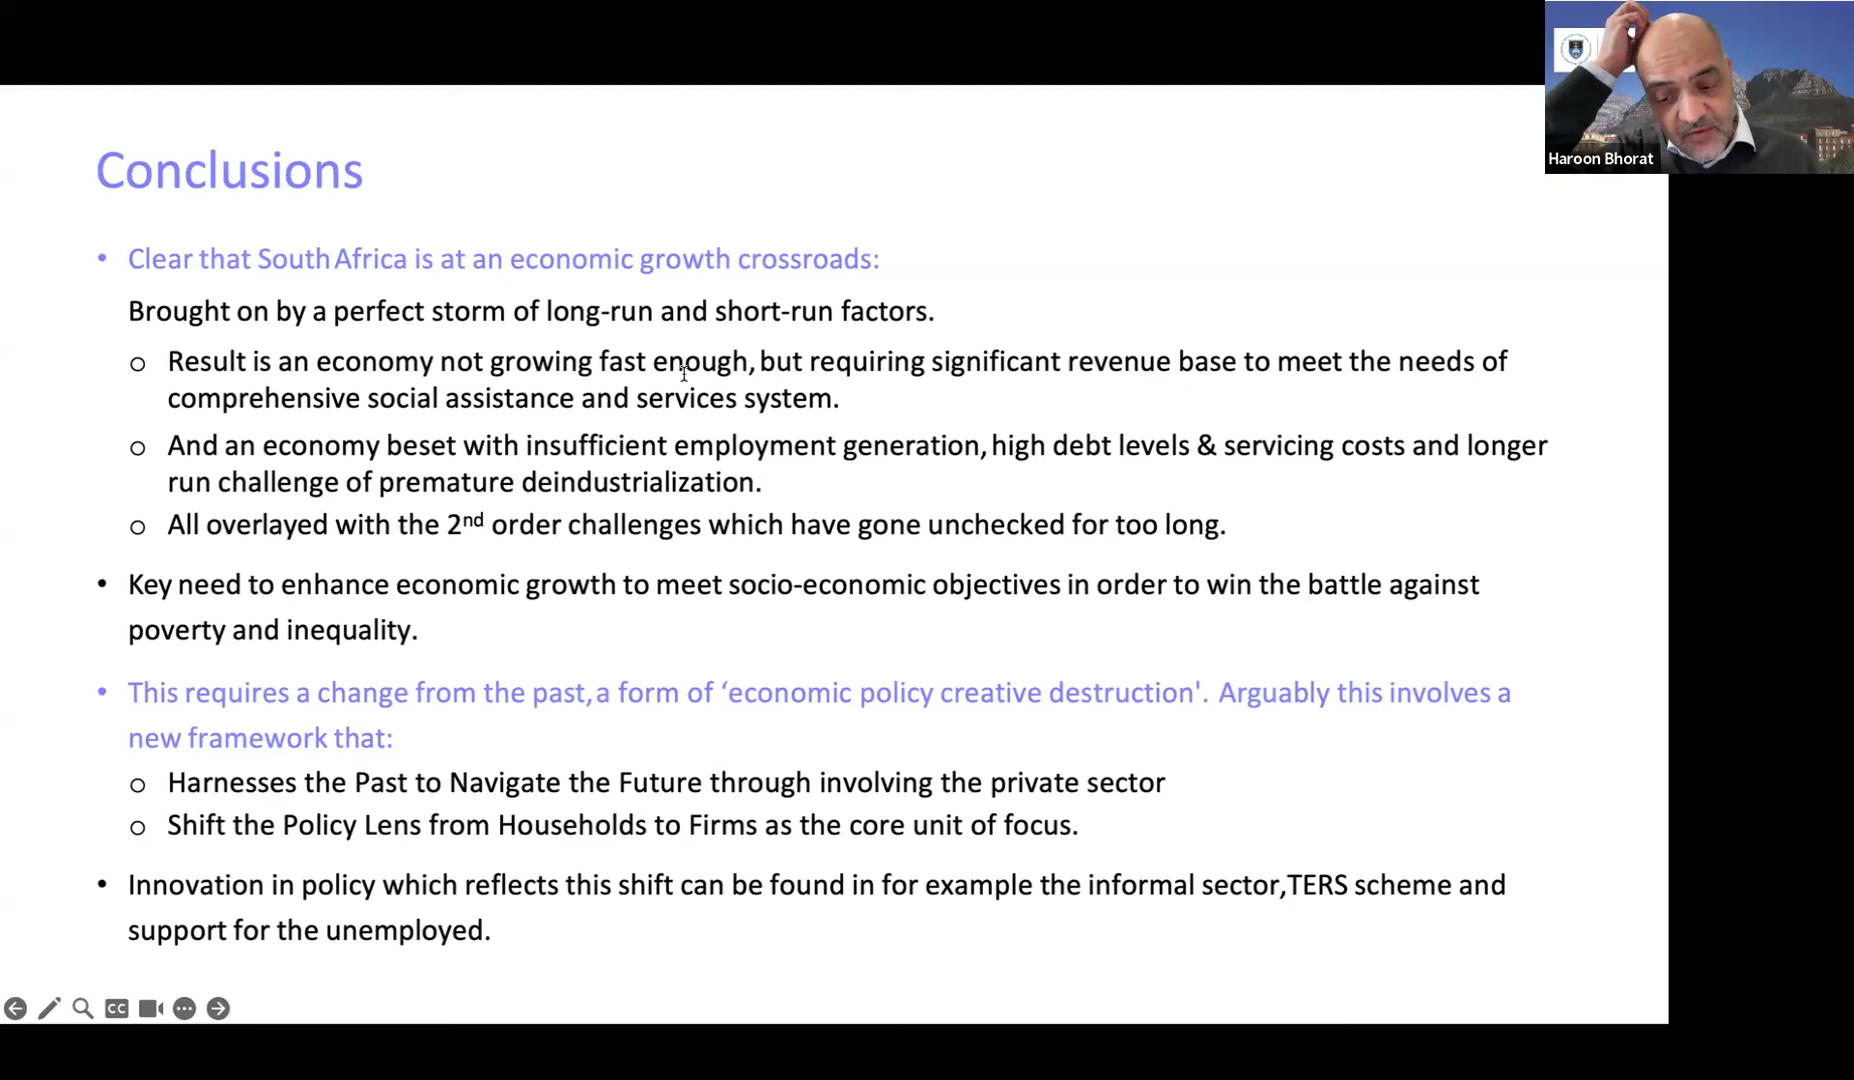 Haroon Bhorat
Conclusions
• Clear that South Africa is at an economic growth crossroads:
Brought on by a perfect storm of long-run and short-run factors.
o Result is an economy not growing fast enough, but requiring significant revenue base to meet the needs of
comprehensive social assistance and services system.
o And an economy beset with insufficient employment generation, high debt levels & servicing costs and longer
run challenge of premature deindustrialization.
o All overlayed with the 2nd order challenges which have gone unchecked for too long.
• Key need to enhance economic growth to meet socio-economic objectives in order to win the battle against
poverty and inequality.
• This requires a change from the past, a form of ‘economic policy creative destruction'. Arguably this involves a
new framework that:
o Harnesses the Past to Navigate the Future through involving the private sector
o Shift the Policy Lens from Households to Firms as the core unit of focus.
• Innovation in policy which reflects this shift can be found in for example the informal sector,TERS scheme and
support for the unemployed.
CC